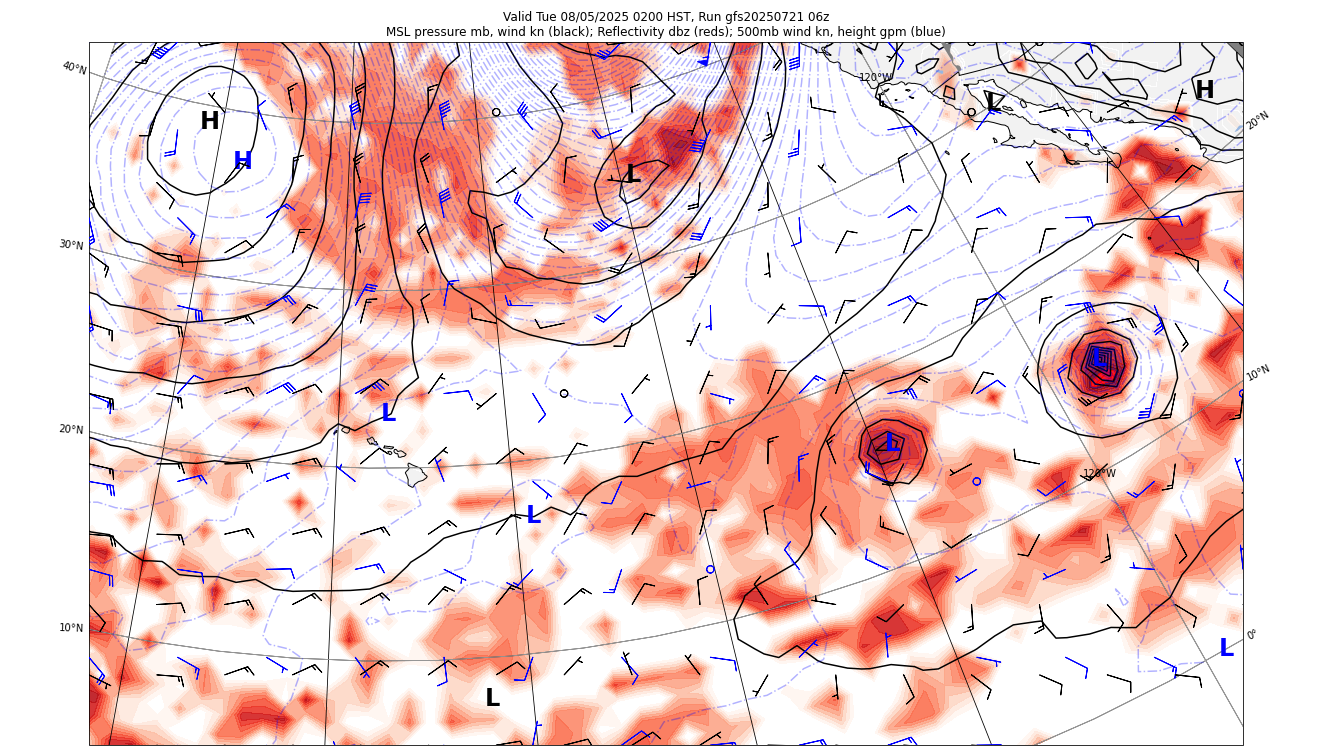 Valid Tue 08/05/2025 0200 HST, Run gfs20250721 06z
MSL pressure mb, wind kn (black); Reflectivity dbz (reds); 500mb wind kn, height gpm (blue)
40°N
120°W
H
L
20°N
H
H
L
30°N
L
10°N
20°N
L
L
120°W
L
10°N
0°
L
L